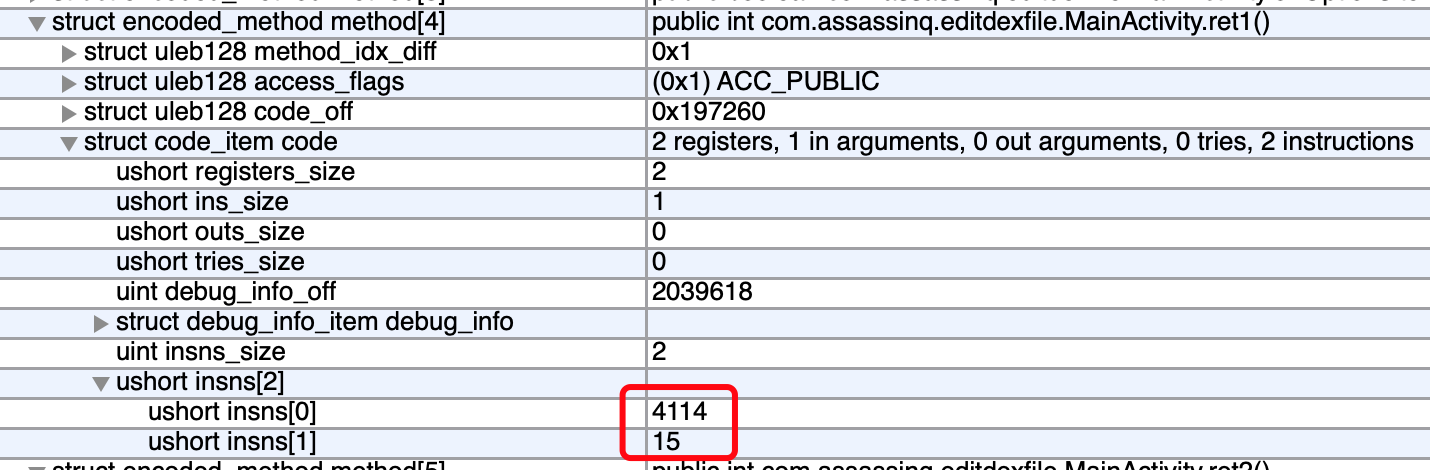 struct encoded_method method[4] public int com.assassinq.editdexfile.MainActivity.ret1()
struct uleb128 method_idx_diff 0x1
struct uleb128 access_flags (0x1) ACC_PUBLIC
struct uleb128 code_off 0x197260
struct code_item code 2 registers, 1 in arguments, 0 out arguments, 0 tries, 2 instructions
ushort registers_size 2
ushort ins_size 1
ushort outs_size 0
ushort tries_size 0
uint debug_info_off 2039618
struct debug_info_item debug_info
uint insns_size 2
ushort insns[2]
ushort insns[0] 4114
ushort insns[1] 15
struct encoded_method method[5] public int com.assassinq.editdexfile.MainActivity.ret2()